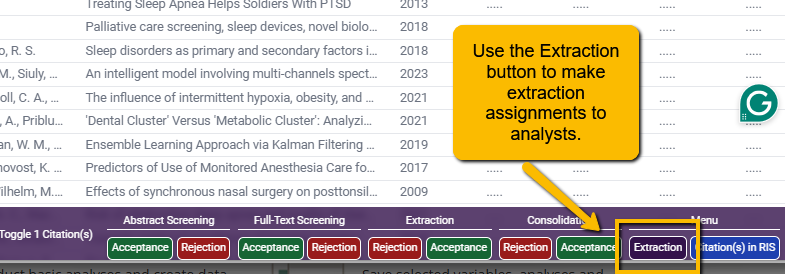 Treating Sleep Apnea Helps Soldiers With PTSD 2013 ..... ..... .....
Palliative care screening, sleep devices, novel biolo... 2018 ..... ..... .....
o, R. S. Sleep disorders as primary and secondary factors i... 2018 ..... .....
M., Siuly, ... An intelligent model involving multi-channels spect... 2023 ..... .....
oll, C. A., ... The influence of intermittent hypoxia, obesity, and ... 2021 ..... .....
, A., Priblu... 'Dental Cluster' Versus 'Metabolic Cluster': Analyzi... 2021 ..... .....
an, W. M., ... Ensemble Learning Approach via Kalman Filtering ... 2019 ..... .....
novost, K. ... Predictors of Use of Monitored Anesthesia Care fo... 2017 ..... ..... .....
Wilhelm, M.... Effects of synchronous nasal surgery on posttonsil... 2009 ..... ..... .....
Use the Extraction
button to make
extraction
assignments to
analysts.
G
Abstract Screening Full-Text Screening Extraction Consolidatio Menu
Toggle 1 Citation(s)
Acceptance Rejection Acceptance Rejection Rejection Acceptance Rejection Acceptance Extraction Citation(s) in RIS
duct basic analyses and create data
Save selected variables, analyses and